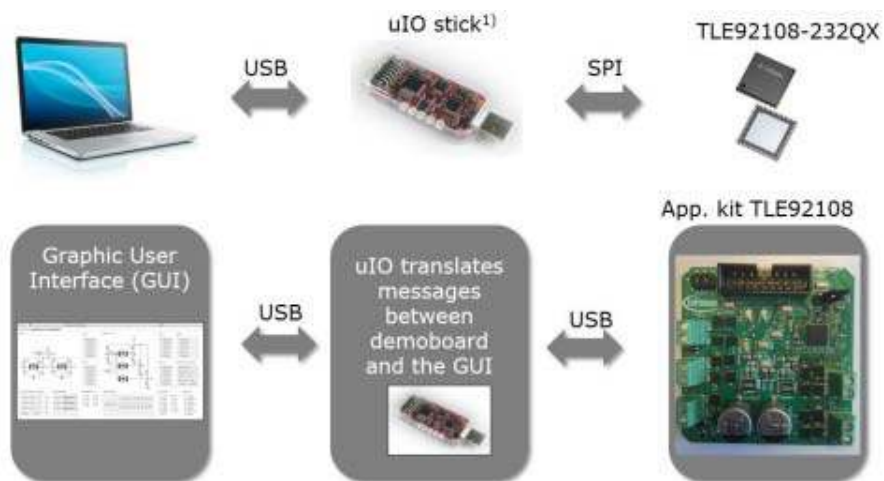 uIO stick1)
TLE92108-232QX
USB
SPI
App. kit TLE92108
Graphic User
Interface (GUI)
uIO translates
messages
between
demoboard
and the GUI
USB
USB